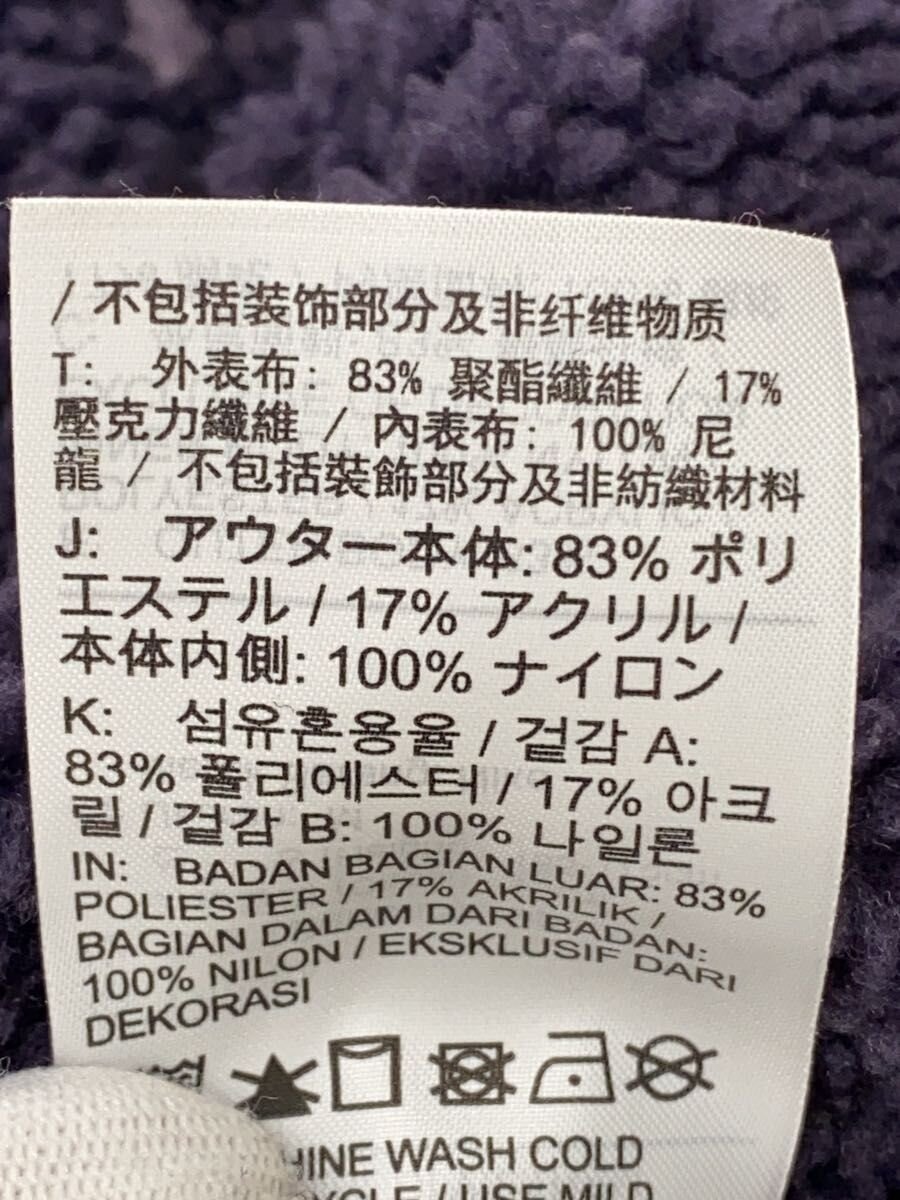 / 不包括装饰部分及非纤维物质
T: 外表布: 83% 聚酯纖維 / 17%
壓克力纖維 / 內表布: 100% 尼
龍 / 不包括裝飾部分及非紡織材料
J: アウター本体: 83% ポリ
エステル / 17% アクリル /
本体内側: 100% ナイロン
K: 섬유혼용율 / 겉감 A:
83% 폴리에스터 / 17% 아크
릴 / 겉감 B: 100% 나일론
IN: BADAN BAGIAN LUAR: 83%
POLIESTER / 17% AKRILIK /
BAGIAN DALAM DARI BADAN:
100% NILON / EKSKLUSIF DARI
DEKORASI
WASH COLD
/ USE MILD